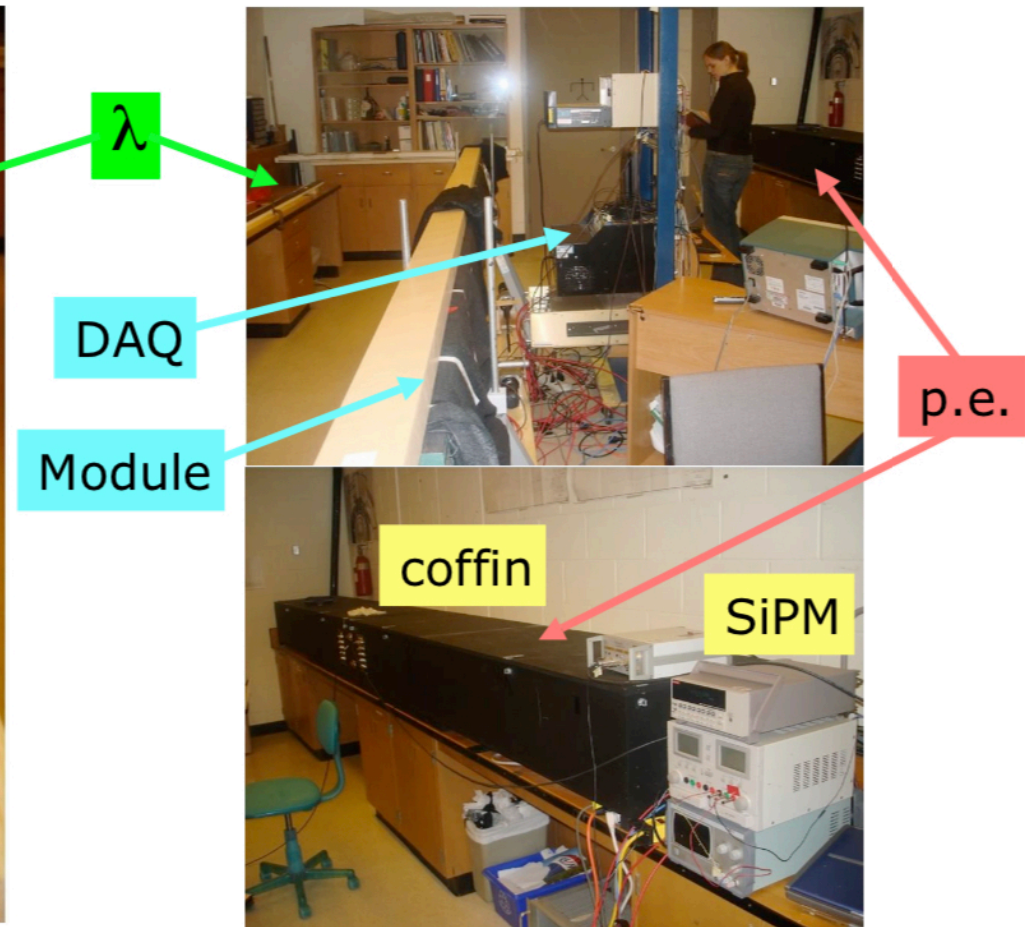 λ
DAQ
p.e.
Module
coffin
SiPM